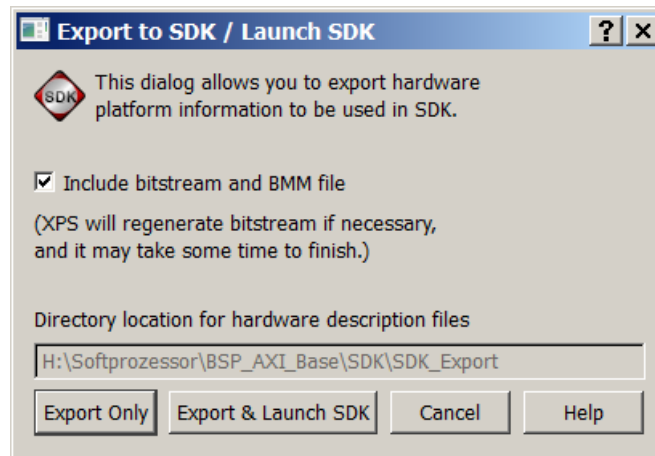 Export to SDK / Launch SDK
?
SDK
This dialog allows you to export hardware
platform information to be used in SDK.
Include bitstream and BMM file
(XPS will regenerate bitstream if necessary,
and it may take some time to finish.)
Directory location for hardware description files
H:\Softprozessor\BSP_AXI_Base\SDK\SDK_Export
Export Only Export & Launch SDK Cancel Help